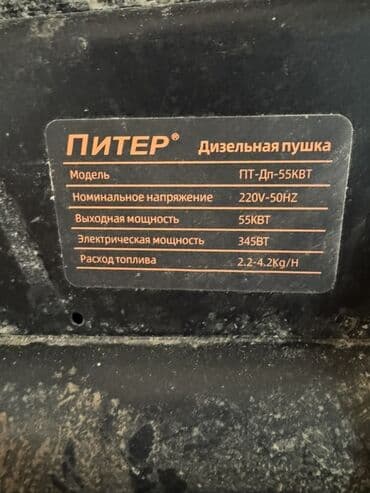 ПИТЕР® Дизельная пушка
Модель ПТ-Дп-55КВТ
Номинальное напряжение 220V-50HZ
Выходная мощность 55КВТ
Электрическая мощность 345ВТ
Расход топлива 2.2-4.2Kg/H